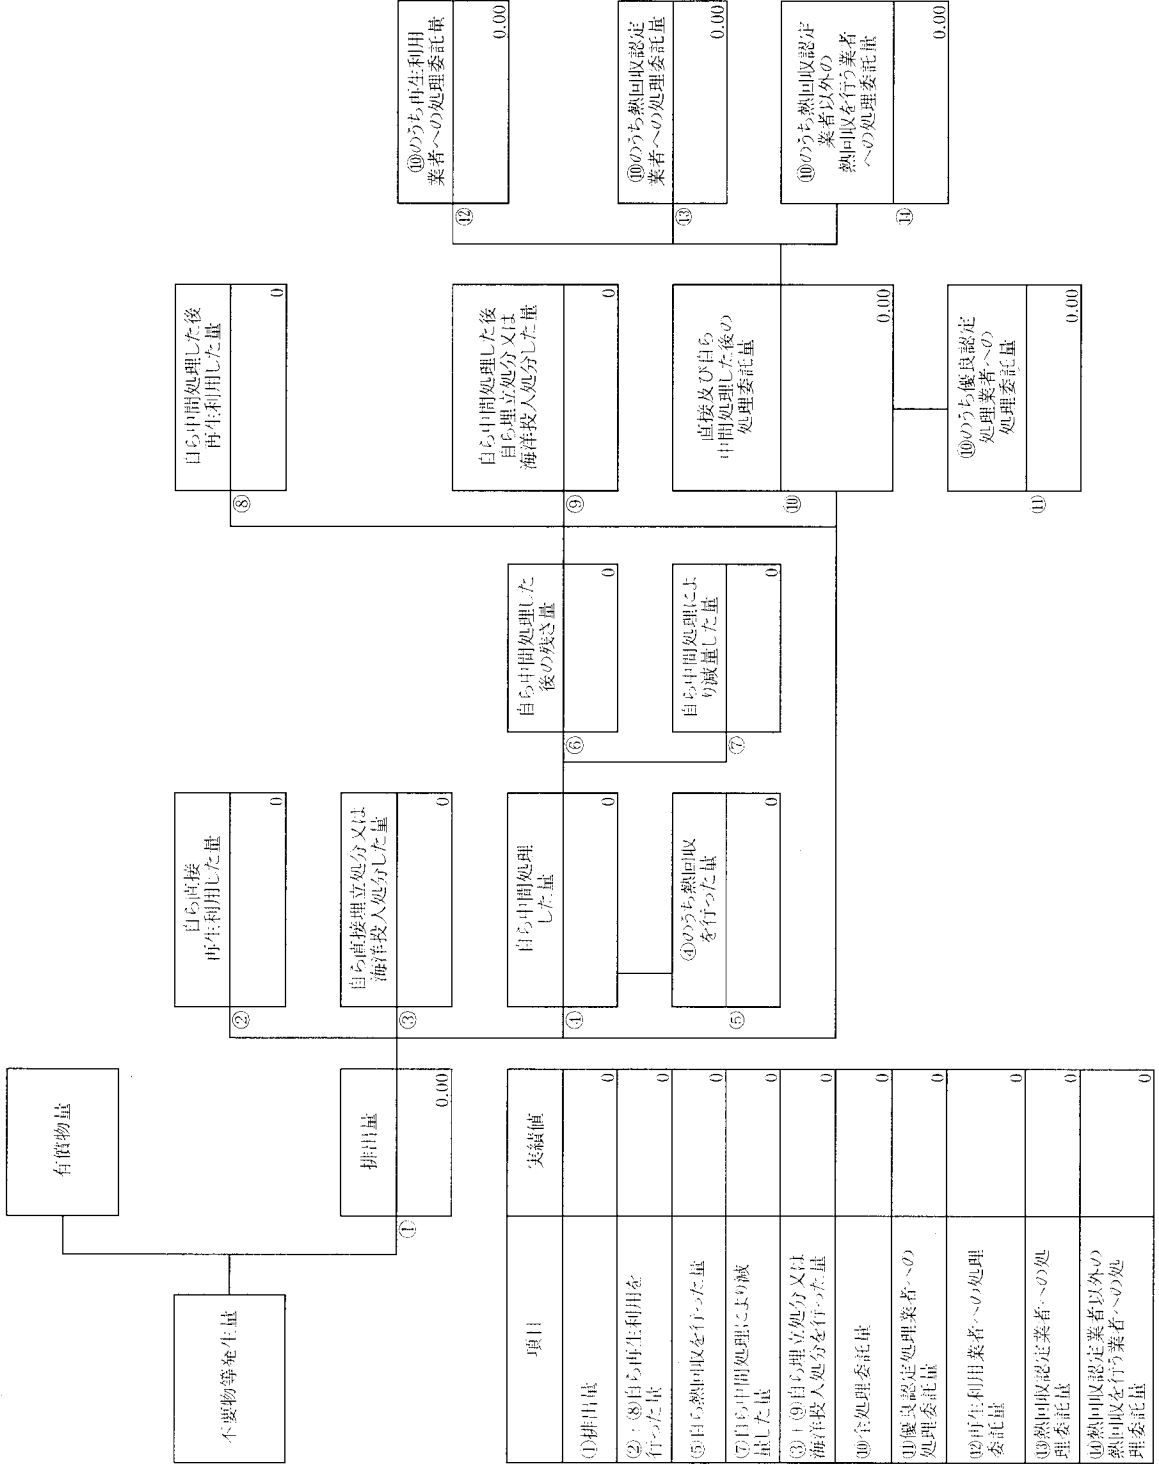 不要物等発生量
有償物量
①
排出量
0.00
②
自ら直接
再生利用した量
0
③
自ら直接埋立処分又は
海洋投入処分した量
0
④
自ら中間処理
した量
0
⑤
④のうち熱回収
を行った量
0
⑥
自ら中間処理した
後の残さ量
0
⑦
自ら中間処理によ
り減量した量
0
⑧
自ら中間処理した後
再生利用した量
0
⑨
自ら中間処理した後
自ら埋立処分又は
海洋投入処分した量
0
⑩
直接及び自ら
中間処理した後の
処理委託量
0.00
⑪
⑩のうち優良認定
処理業者への
処理委託量
0.00
⑫
⑩のうち再生利用
業者への処理委託量
0.00
⑬
⑩のうち熱回収認定
業者への処理委託量
0.00
⑭
⑩のうち熱回収認定
業者以外の
熱回収を行う業者
への処理委託量
0.00
項目 実績値
①排出量 0
②+⑧自ら再生利用を
行った量 0
⑤自ら熱回収を行った量 0
⑦自ら中間処理により減
量した量 0
③+⑨自ら埋立処分又は
海洋投入処分を行った量 0
⑩全処理委託量 0
⑪優良認定処理業者への
処理委託量 0
⑫再生利用業者への処理
委託量 0
⑬熱回収認定業者への処
理委託量 0
⑭熱回収認定業者以外の
熱回収を行う業者への処
理委託量 0